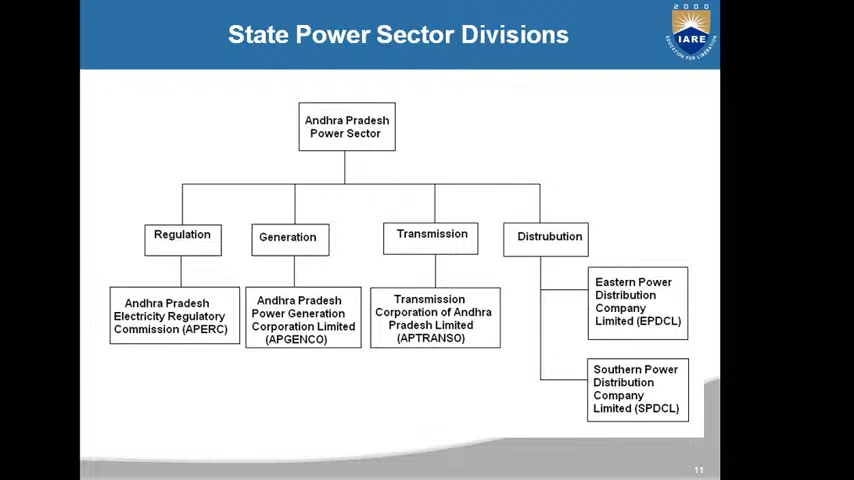 State Power Sector Divisions
2000
IARE
EDUCATION FOR LIBERATION
Andhra Pradesh
Power Sector
Regulation
Generation
Transmission
Distrubution
Andhra Pradesh
Electricity Regulatory
Commission (APERC)
Andhra Pradesh
Power Generation
Corporation Limited
(APGENCO)
Transmission
Corporation of Andhra
Pradesh Limited
(APTRANSO)
Eastern Power
Distribution
Company
Limited (EPDCL)
Southern Power
Distribution
Company
Limited (SPDCL)
11